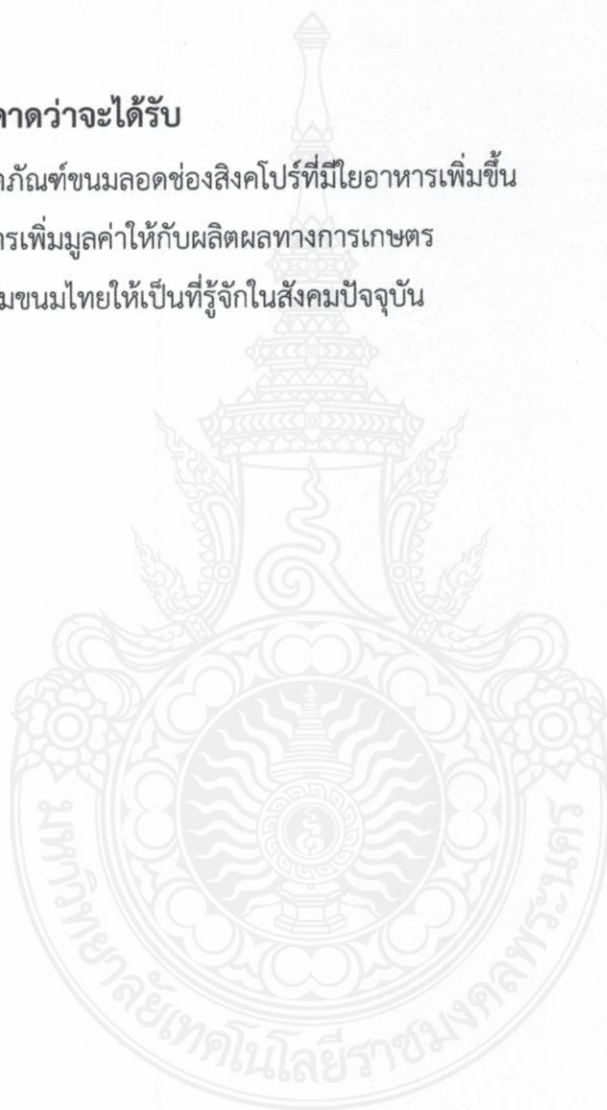 าดว่าจะได้รับ
ภัณฑ์ขนมลอดช่องสิงคโปร์ที่มีใยอาหารเพิ่มขึ้น
ารเพิ่มมูลค่าให้กับผลิตผลทางการเกษตร
มขนมไทยให้เป็นที่รู้จักในสังคมปัจจุบัน
มหาวิทยาลัยเทคโนโลยีราชมงคลพระนคร